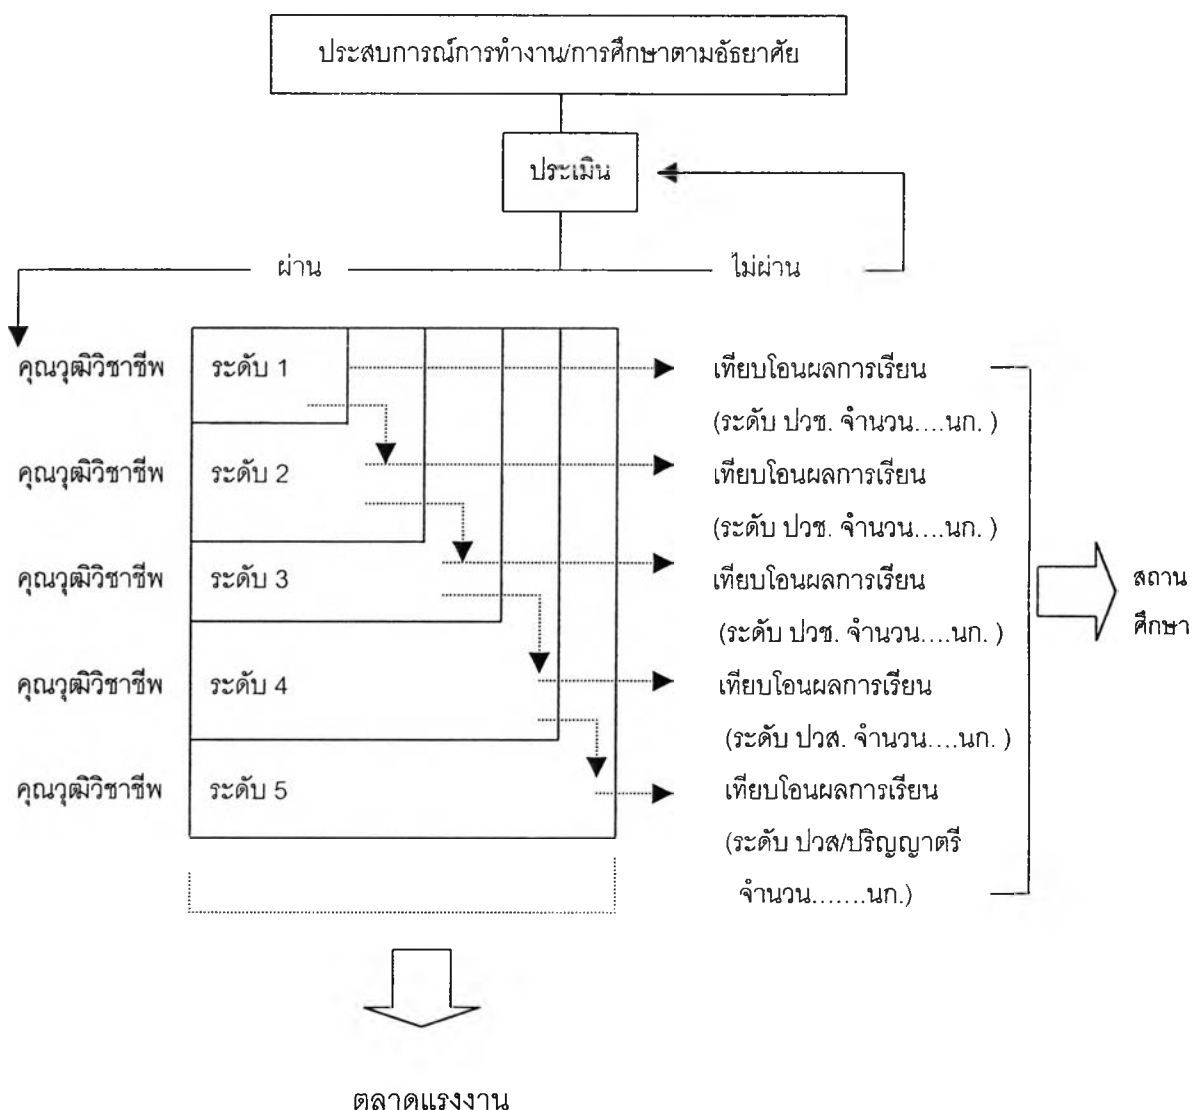 ประสบการณ์การทำงาน/การศึกษาตามอัธยาศัย
ประเมิน
ผ่าน
ไม่ผ่าน
คุณวุฒิวิชาชีพ ระดับ 1 เทียบโอนผลการเรียน
(ระดับ ปวช. จำนวน....นก. )
คุณวุฒิวิชาชีพ ระดับ 2 เทียบโอนผลการเรียน
(ระดับ ปวช. จำนวน....นก. )
คุณวุฒิวิชาชีพ ระดับ 3 เทียบโอนผลการเรียน
(ระดับ ปวช. จำนวน....นก. )
คุณวุฒิวิชาชีพ ระดับ 4 เทียบโอนผลการเรียน
(ระดับ ปวส. จำนวน....นก. )
คุณวุฒิวิชาชีพ ระดับ 5 เทียบโอนผลการเรียน
(ระดับ ปวส/ปริญญาตรี
จำนวน.......นก.)
สถาน
ศึกษา
ตลาดแรงงาน